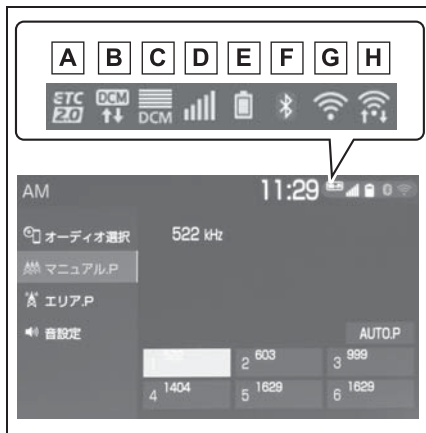 A B C D E F G H
ETC 2.0 DCM DCM
AM 11:29
オーディオ選択 522 kHz
マニュアル.P
エリア.P
音設定 AUTO.P
1 2 603 3 999
4 1404 5 1629 6 1629